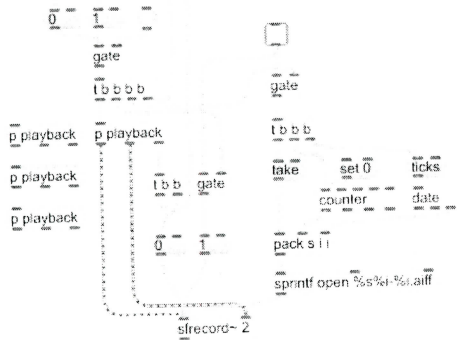 0 1
gate
t b b b b
gate
t b b b
p playback p playback
take set 0 ticks
p playback
t b b gate
counter date
p playback
0 1
pack s i i
sprintf open %s%i-%i.aiff
sfrecord~ 2